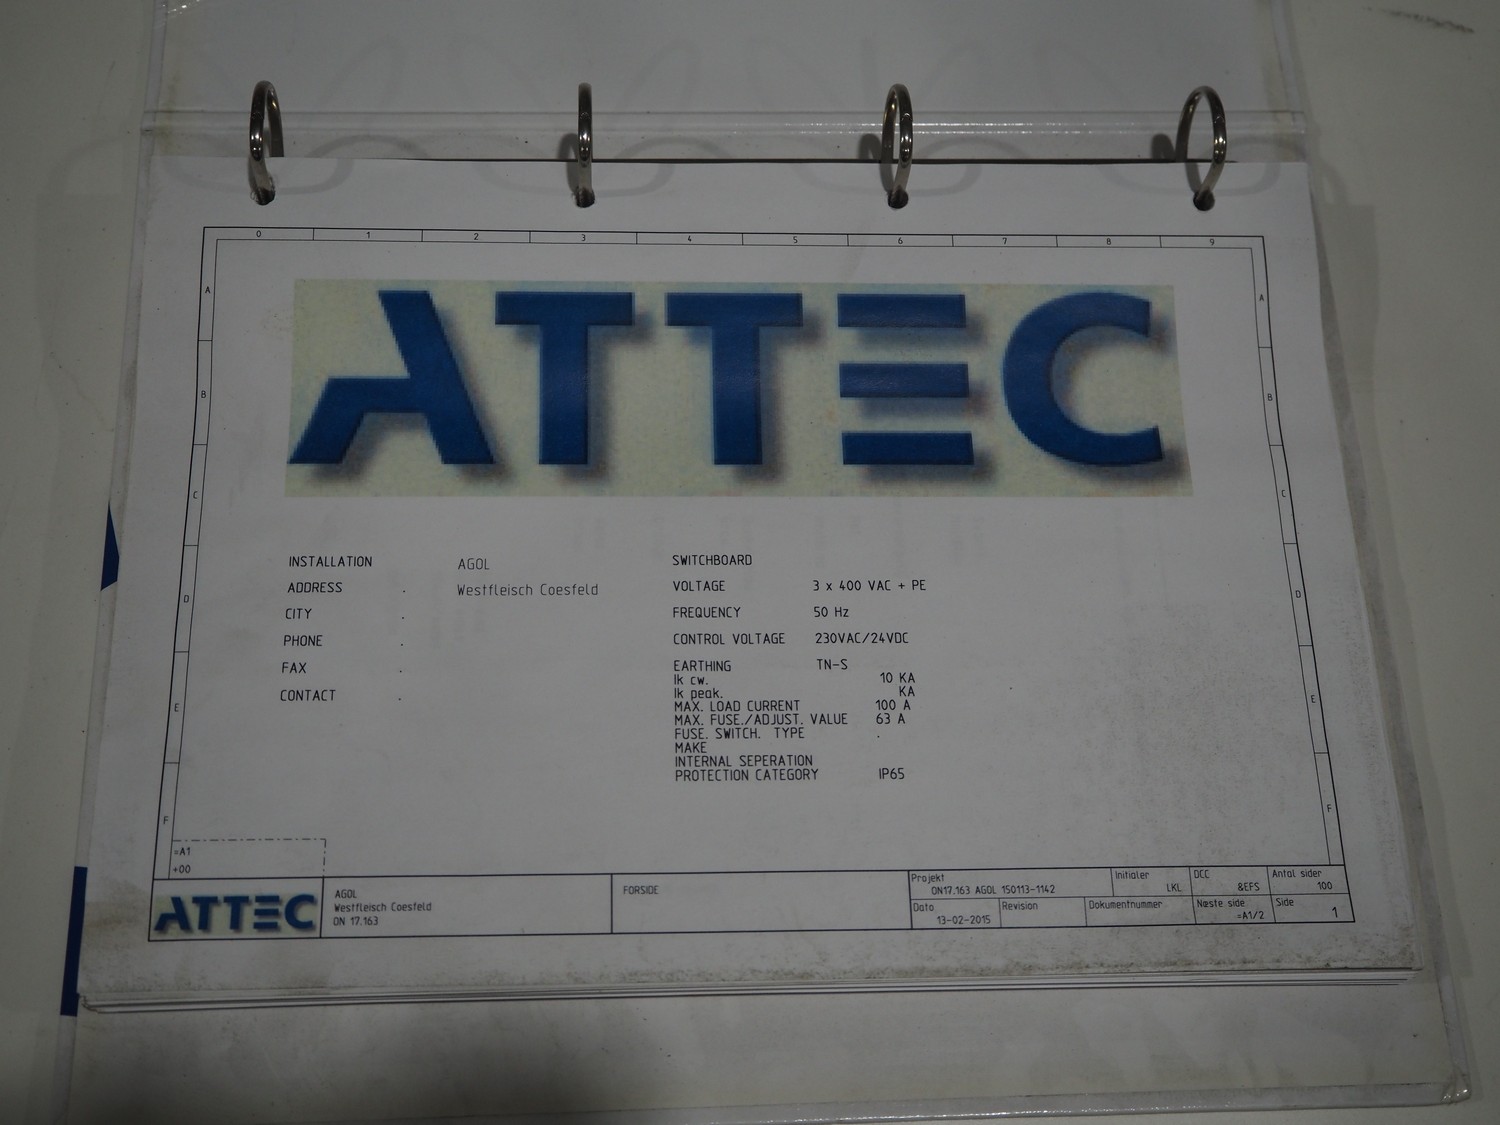 0 1 2 3 4 5 6 7 8 9
A A
B B
C C
D D
E E
F F
ATTEC
INSTALLATION AGOL
ADDRESS . Westfleisch Coesfeld
CITY .
PHONE .
FAX .
CONTACT .
SWITCHBOARD
VOLTAGE 3 x 400 VAC + PE
FREQUENCY 50 Hz
CONTROL VOLTAGE 230VAC/24VDC
EARTHING TN-S
Ik cw. 10 KA
Ik peak. KA
MAX. LOAD CURRENT 100 A
MAX. FUSE./ADJUST. VALUE 63 A
FUSE. SWITCH. TYPE .
MAKE
INTERNAL SEPERATION
PROTECTION CATEGORY IP65
=A1
+00
ATTEC
AGOL
Westfleisch Coesfeld
ON 17.163
FORSIDE
Projekt
ON17.163 AGOL 150113-1142
Initialer
LKL
DCC
&EFS
Antal sider
100
Dato
13-02-2015
Revision
Dokumentnummer
Næste side
=A1/2
Side
1